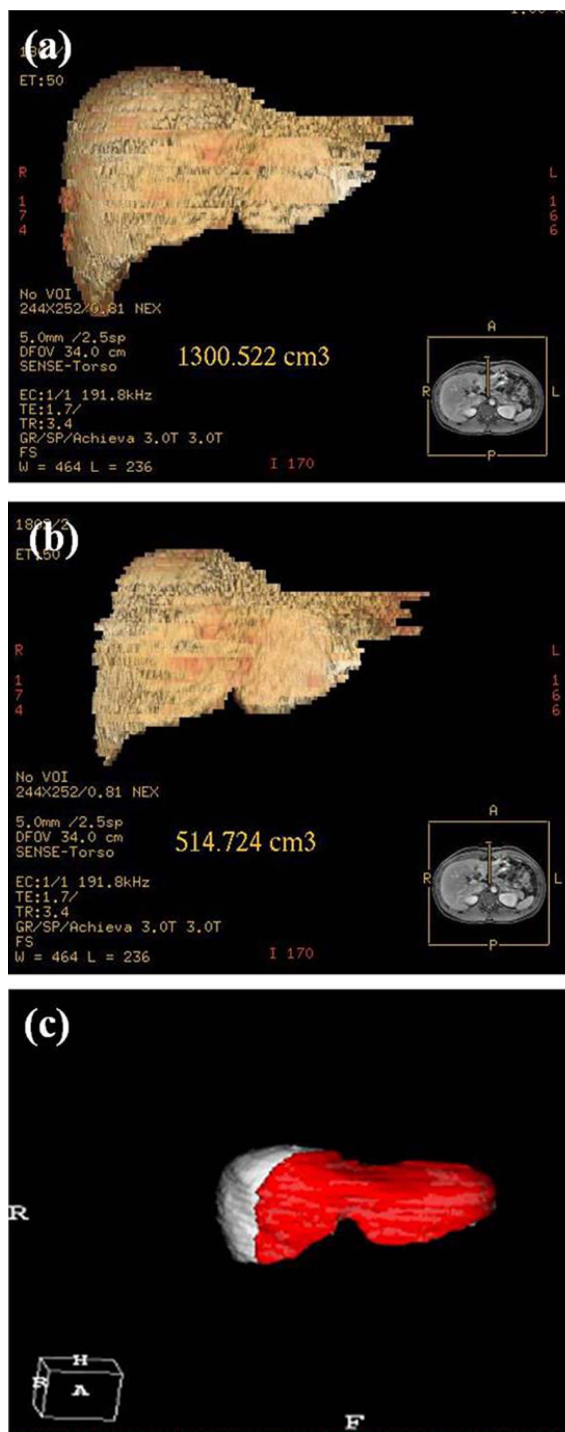 (a)
ET:50
R
L
1
7
4
1
6
6
No VOI
244X252/0.81 NEX
5.0mm /2.5sp
DFOV 34.0 cm
SENSE-Torso
1300.522 cm3
EC:1/1 191.8kHz
TE:1.7/
TR:3.4
GR/SP/Achieva 3.0T 3.0T
FS
W = 464 L = 236
I 170
A
R
L
P
(b)
R
L
1
7
4
1
6
6
No VOI
244X252/0.81 NEX
5.0mm /2.5sp
DFOV 34.0 cm
SENSE-Torso
514.724 cm3
EC:1/1 191.8kHz
TE:1.7/
TR:3.4
GR/SP/Achieva 3.0T 3.0T
FS
W = 464 L = 236
I 170
A
R
L
P
(c)
R
H
R
A
F